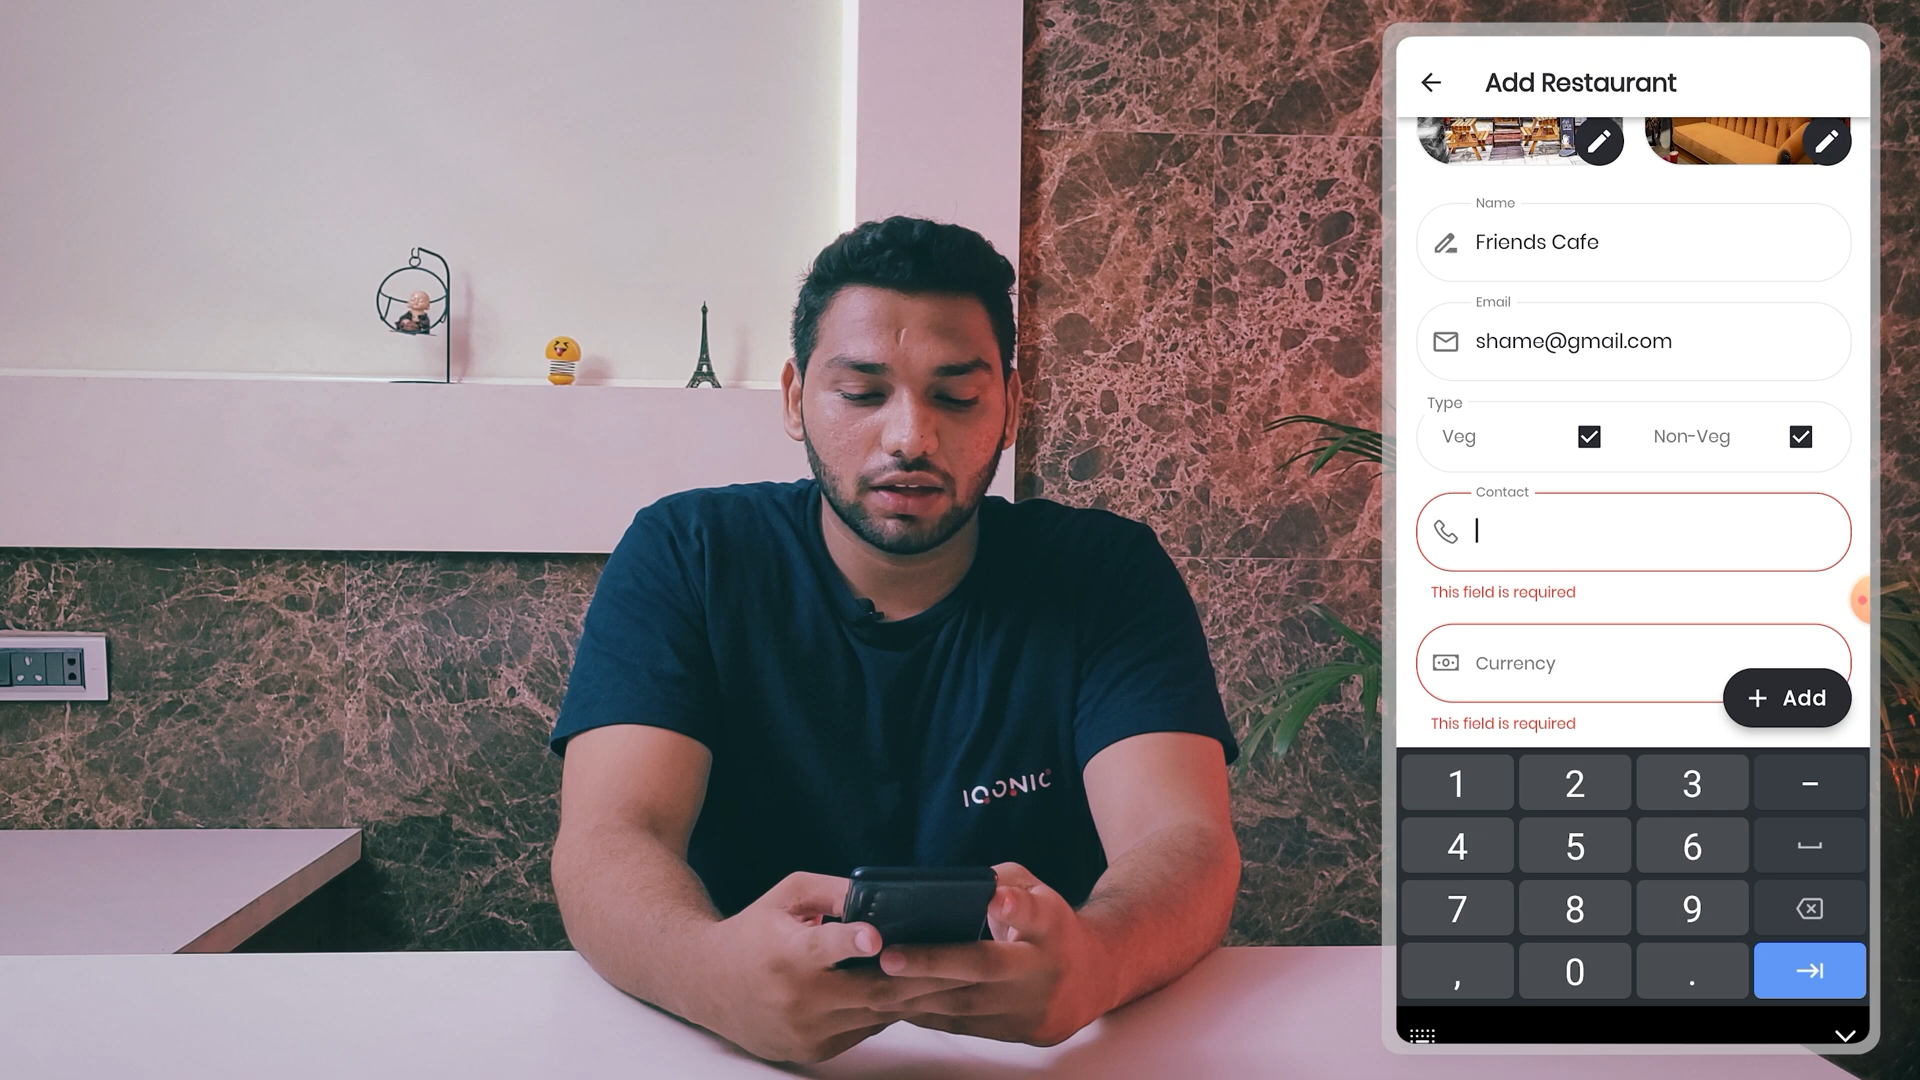 Add Restaurant
Name
Friends Cafe
Email
shame@gmail.com
Type
Veg
Non-Veg
Contact
This field is required
Currency
+ Add
This field is required
1 2 3 -
4 5 6
7 8 9
, 0 .
IQONIC